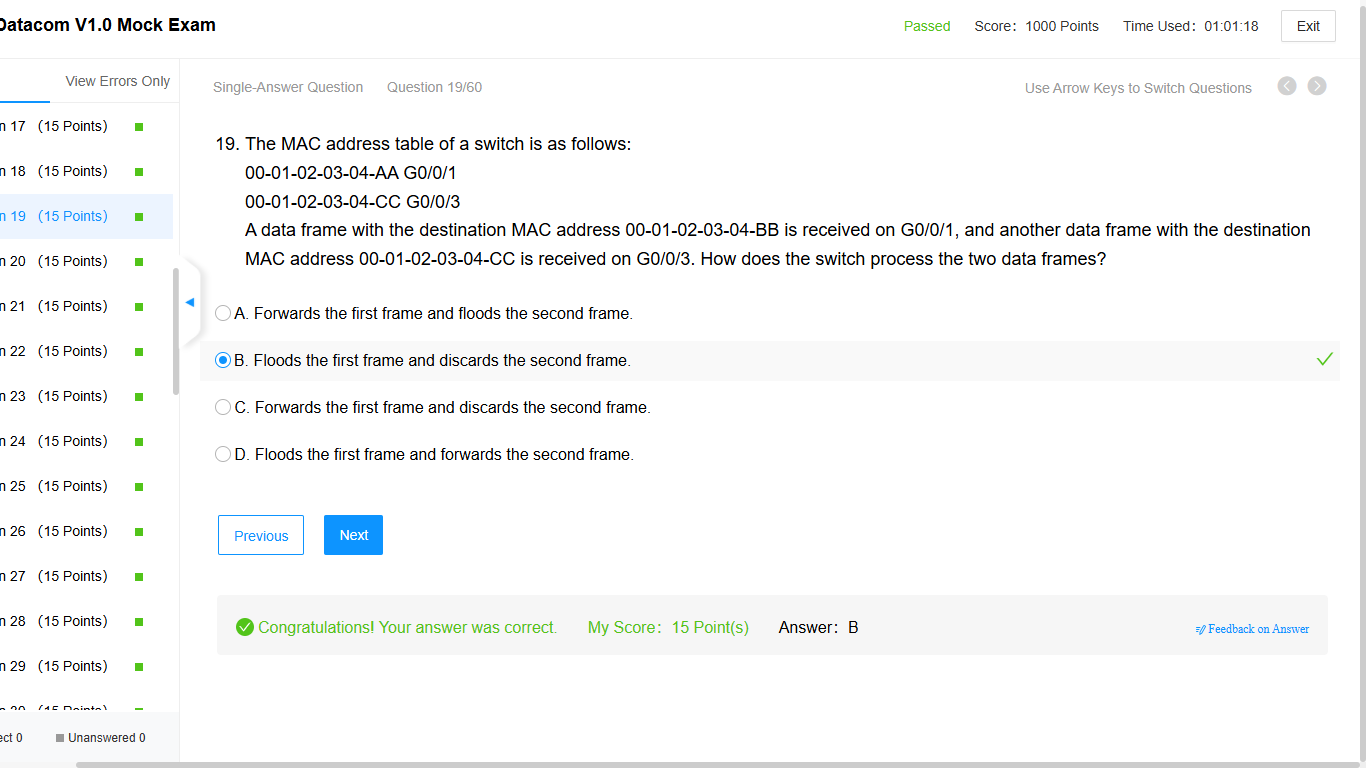 Datacom V1.0 Mock Exam
Passed Score: 1000 Points Time Used: 01:01:18 Exit
View Errors Only
Single-Answer Question Question 19/60 Use Arrow Keys to Switch Questions
n 17 (15 Points)
n 18 (15 Points)
n 19 (15 Points)
n 20 (15 Points)
n 21 (15 Points)
n 22 (15 Points)
n 23 (15 Points)
n 24 (15 Points)
n 25 (15 Points)
n 26 (15 Points)
n 27 (15 Points)
n 28 (15 Points)
n 29 (15 Points)
n 30 (15 Points)
ect 0 Unanswered 0
19. The MAC address table of a switch is as follows:
00-01-02-03-04-AA G0/0/1
00-01-02-03-04-CC G0/0/3
A data frame with the destination MAC address 00-01-02-03-04-BB is received on G0/0/1, and another data frame with the destination
MAC address 00-01-02-03-04-CC is received on G0/0/3. How does the switch process the two data frames?
A. Forwards the first frame and floods the second frame.
B. Floods the first frame and discards the second frame.
C. Forwards the first frame and discards the second frame.
D. Floods the first frame and forwards the second frame.
Previous Next
Congratulations! Your answer was correct. My Score: 15 Point(s) Answer: B Feedback on Answer